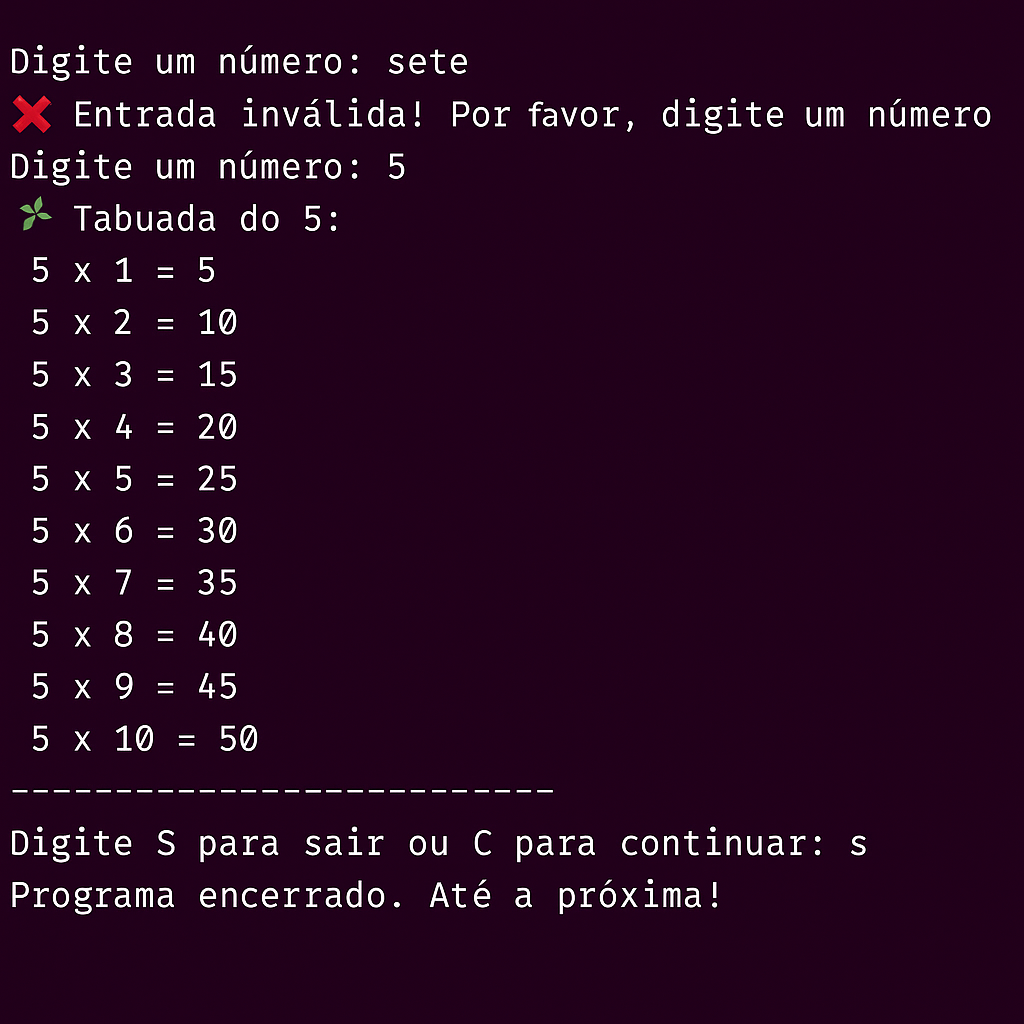 Digite um número: sete
❌ Entrada inválida! Por favor, digite um número
Digite um número: 5
Tabuada do 5:
5 x 1 = 5
5 x 2 = 10
5 x 3 = 15
5 x 4 = 20
5 x 5 = 25
5 x 6 = 30
5 x 7 = 35
5 x 8 = 40
5 x 9 = 45
5 x 10 = 50
--------------------------
Digite S para sair ou C para continuar: s
Programa encerrado. Até a próxima!